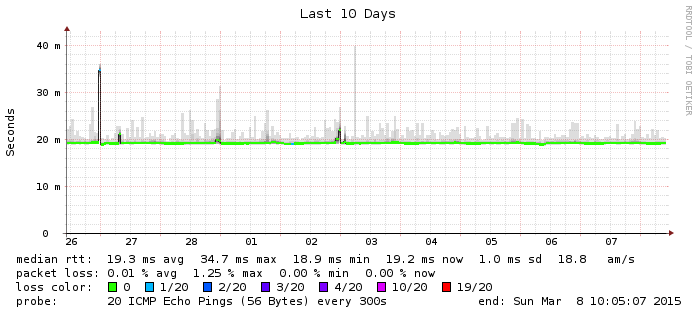 Last 10 Days
RRDTOOL / TOBI OETIKER
Seconds
40 m
30 m
20 m
10 m
0
26 27 28 01 02 03 04 05 06 07
median rtt: 19.3 ms avg 34.7 ms max 18.9 ms min 19.2 ms now 1.0 ms sd 18.8 am/s
packet loss: 0.01 % avg 1.25 % max 0.00 % min 0.00 % now
loss color: 0 1/20 2/20 3/20 4/20 10/20 19/20
probe: 20 ICMP Echo Pings (56 Bytes) every 300s end: Sun Mar 8 10:05:07 2015